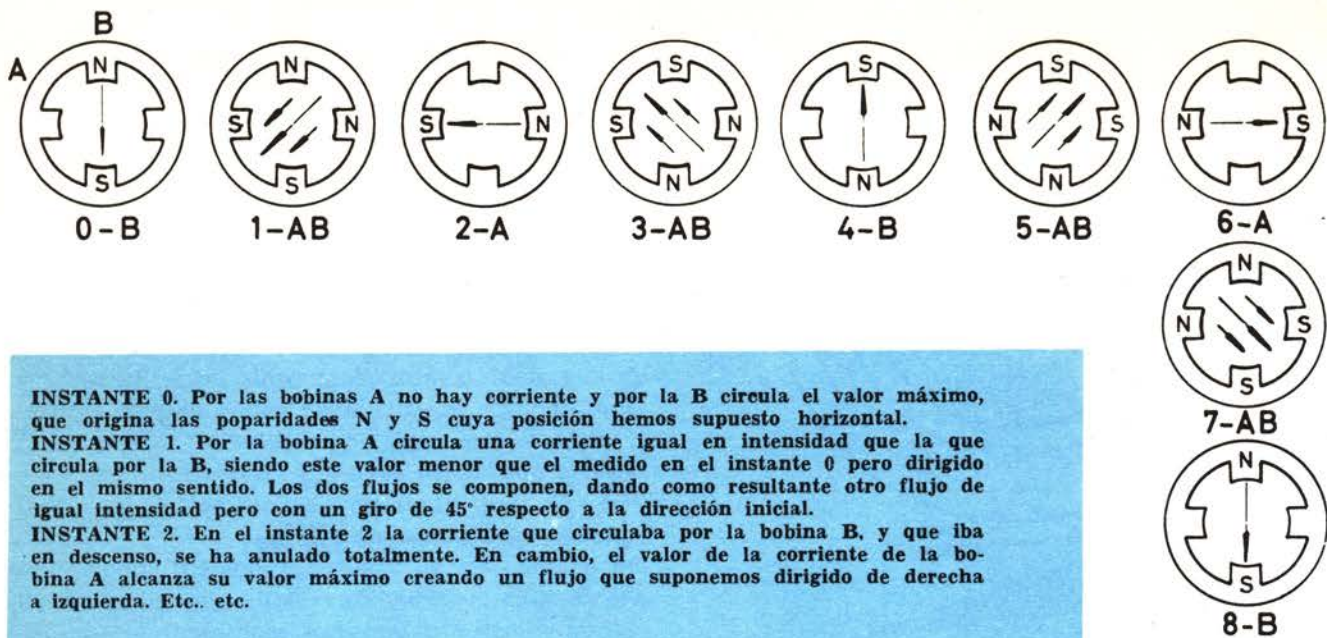 B
A
N
S
0-B
N
S N
S
1-AB
S N
2-A
S
S N
N
3-AB
S
N
4-B
S
N S
N
5-AB
N S
6-A
N
N S
S
7-AB
N
S
8-B
INSTANTE 0. Por las bobinas A no hay corriente y por la B circula el valor máximo,
que origina las poparidades N y S cuya posición hemos supuesto horizontal.
INSTANTE 1. Por la bobina A circula una corriente igual en intensidad que la que
circula por la B, siendo este valor menor que el medido en el instante 0 pero dirigido
en el mismo sentido. Los dos flujos se componen, dando como resultante otro flujo de
igual intensidad pero con un giro de 45° respecto a la dirección inicial.
INSTANTE 2. En el instante 2 la corriente que circulaba por la bobina B, y que iba
en descenso, se ha anulado totalmente. En cambio, el valor de la corriente de la bo-
bina A alcanza su valor máximo creando un flujo que suponemos dirigido de derecha
a izquierda. Etc.. etc.